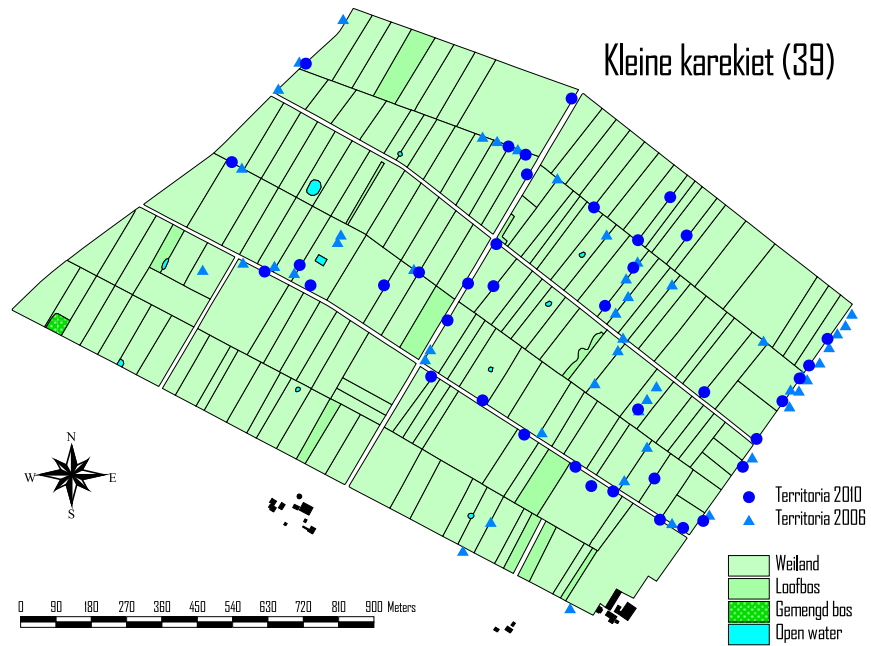 Kleine karekiet (39)
N
W E
S
Territoria 2010
Territoria 2006
Weiland
Loofbos
Gemengd bos
Open water
0 90 180 270 360 450 540 630 720 810 900 Meters